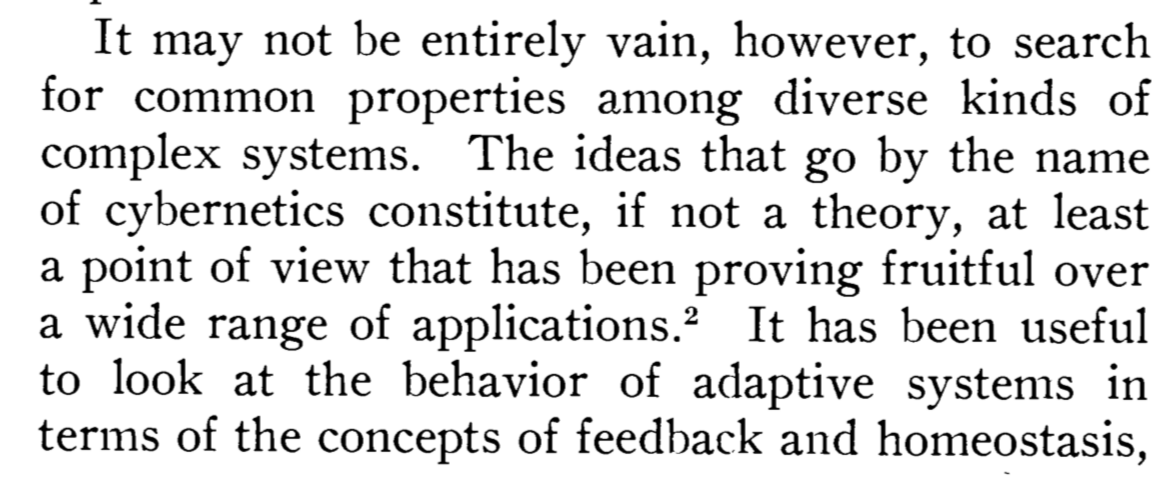 It may not be entirely vain, however, to search
for common properties among diverse kinds of
complex systems. The ideas that go by the name
of cybernetics constitute, if not a theory, at least
a point of view that has been proving fruitful over
a wide range of applications.² It has been useful
to look at the behavior of adaptive systems in
terms of the concepts of feedback and homeostasis,